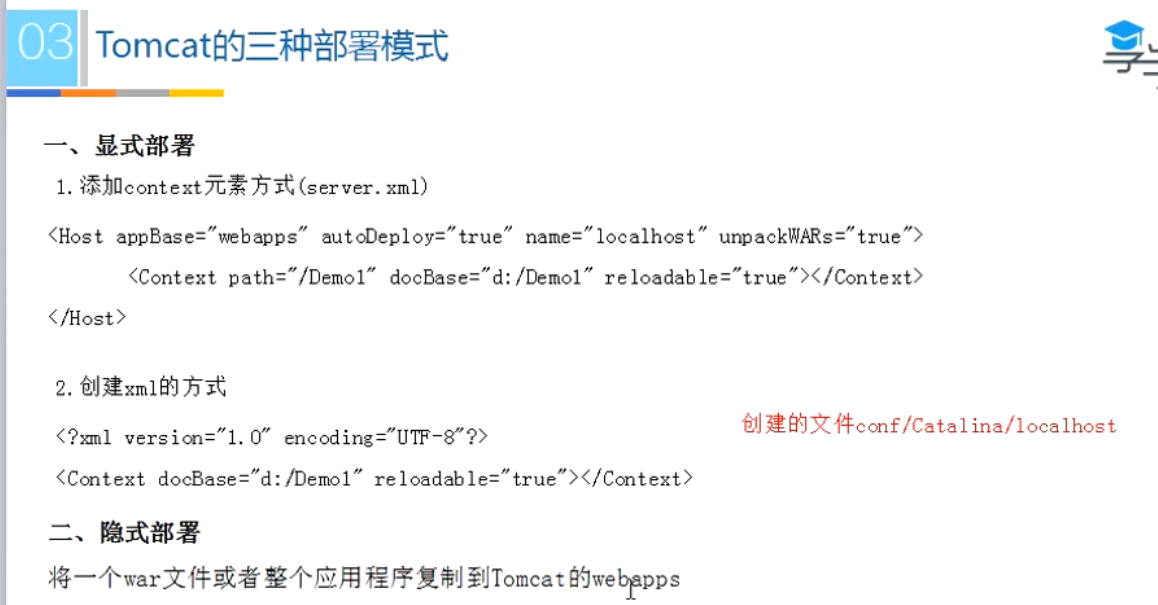 03 Tomcat的三种部署模式
一、显式部署
1.添加context元素方式(server.xml)
<Host appBase="webapps" autoDeploy="true" name="localhost" unpackWARs="true">
<Context path="/Demo1" docBase="d:/Demo1" reloadable="true"></Context>
</Host>
2.创建xml的方式
<?xml version="1.0" encoding="UTF-8"?>
创建的文件conf/Catalina/localhost
<Context docBase="d:/Demo1" reloadable="true"></Context>
二、隐式部署
将一个war文件或者整个应用程序复制到Tomcat的webapps